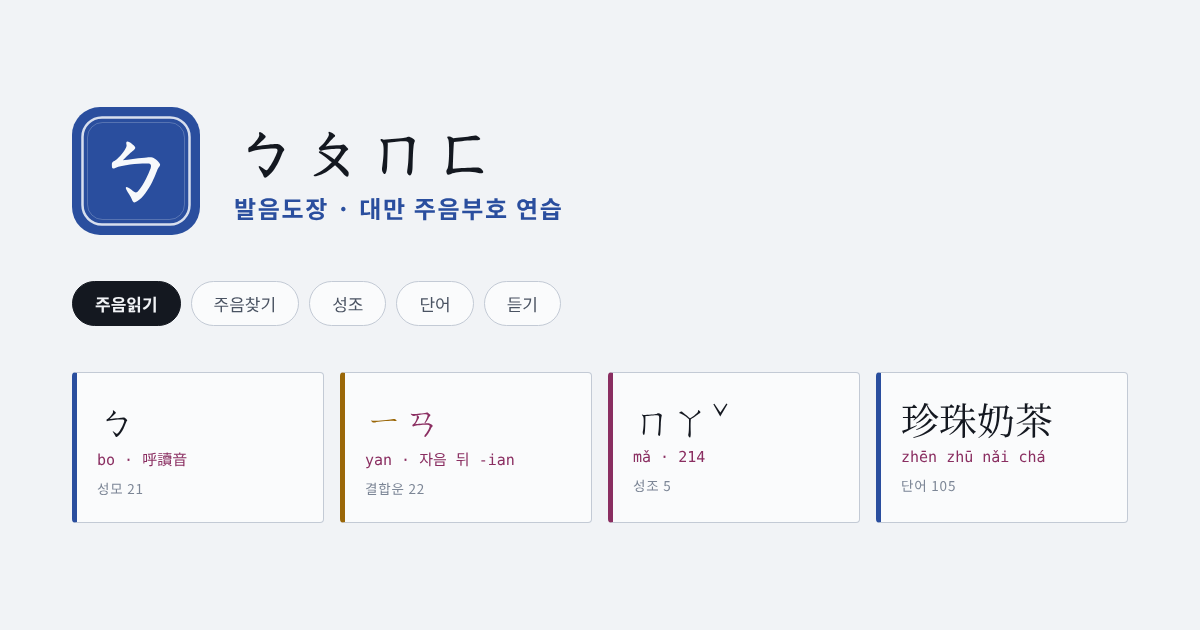 ㄅ
ㄅㄆㄇㄈ
발음도장 · 대만 주음부호 연습
주음읽기
주음찾기
성조
단어
듣기
ㄅ
bo · 呼讀音
성모 21
ㄧㄢ
yan · 자음 뒤 -ian
결합운 22
ㄇㄚˇ
mǎ · 214
성조 5
珍珠奶茶
zhēn zhū nǎi chá
단어 105